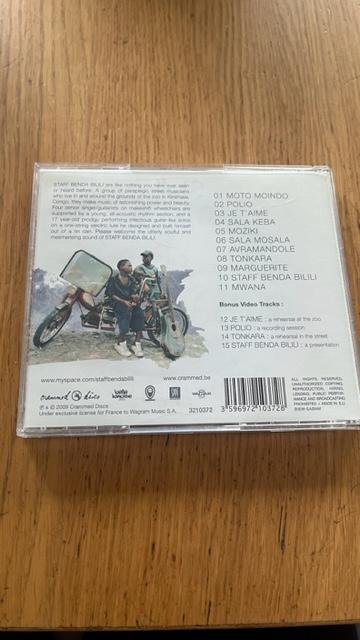 STAFF BENDA BILILI are like nothing you have ever seen
or heard before. A group of paraplegic street musicians
who live in and around the grounds of the zoo in Kinshasa,
Congo, they make music of astonishing power and beauty.
Four senior singer/guitarists on makeshift wheelchairs are
supported by a young, all-acoustic rhythm section, and a
17 year-old prodigy performing infectious guitar-like solos
on a one-string electric lute he designed and built himself
out of a tin can. Please welcome the utterly soulful and
mesmerising sound of STAFF BENDA BILILI.
01 MOTO MOINDO
02 POLIO
03 JE T'AIME
04 SALA KEBA
05 MOZIKI
06 SALA MOSALA
07 AVRAMANDOLE
08 TONKARA
09 MARGUERITE
10 STAFF BENDA BILILI
11 MWANA
Bonus Video Tracks :
12 JE T'AIME : a rehearsal at the zoo
13 POLIO : a recording session
14 TONKARA : a rehearsal in the street
15 STAFF BENDA BILILI : a presentation
www.myspace.com/staffbendabilili
www.crammed.be
crammed discs
℗ & © 2009 Crammed Discs
Under exclusive license for France to Wagram Music S.A.
3210372
3596972103728
ALL RIGHTS RESERVED.
UNAUTHORIZED COPYING,
REPRODUCTION, HIRING,
LENDING, PUBLIC PERFOR-
MANCE AND BROADCASTING
PROHIBITED • MADE IN E.U
BIEM-SABAM